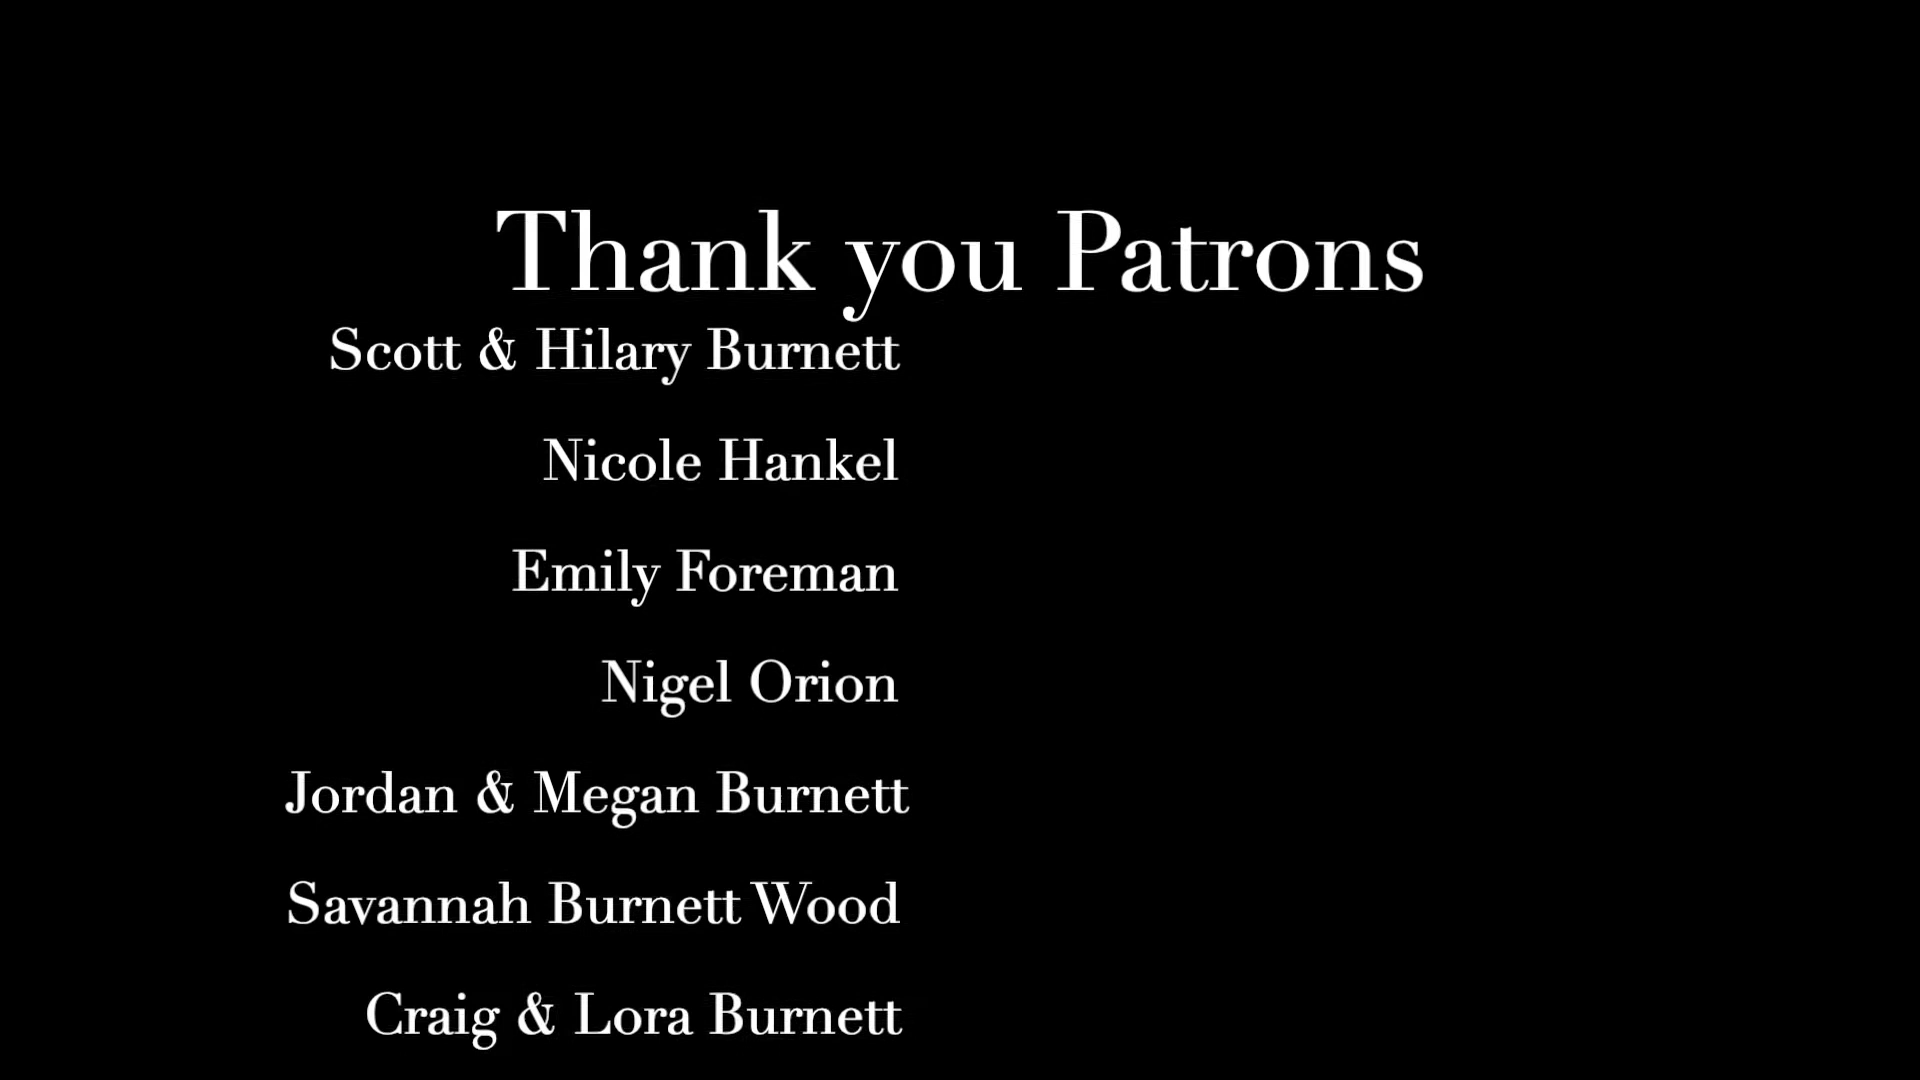 Thank you Patrons
Scott & Hilary Burnett
Nicole Hankel
Emily Foreman
Nigel Orion
Jordan & Megan Burnett
Savannah Burnett Wood
Craig & Lora Burnett